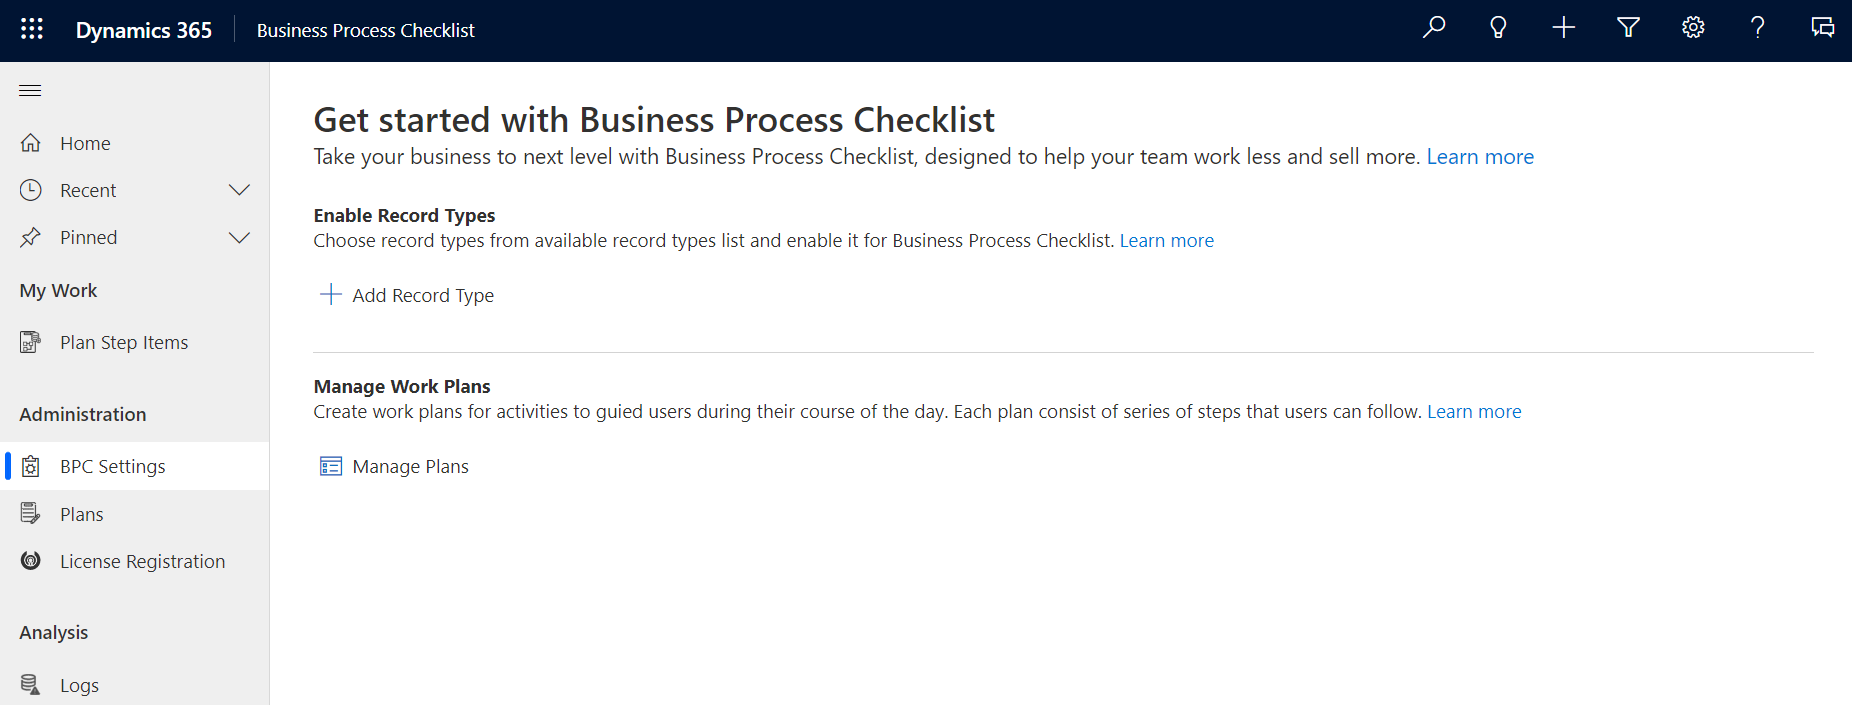 Dynamics 365 Business Process Checklist
Home
Recent
Pinned
My Work
Plan Step Items
Administration
BPC Settings
Plans
License Registration
Analysis
Logs
Get started with Business Process Checklist
Take your business to next level with Business Process Checklist, designed to help your team work less and sell more. Learn more
Enable Record Types
Choose record types from available record types list and enable it for Business Process Checklist. Learn more
Add Record Type
Manage Work Plans
Create work plans for activities to guied users during their course of the day. Each plan consist of series of steps that users can follow. Learn more
Manage Plans